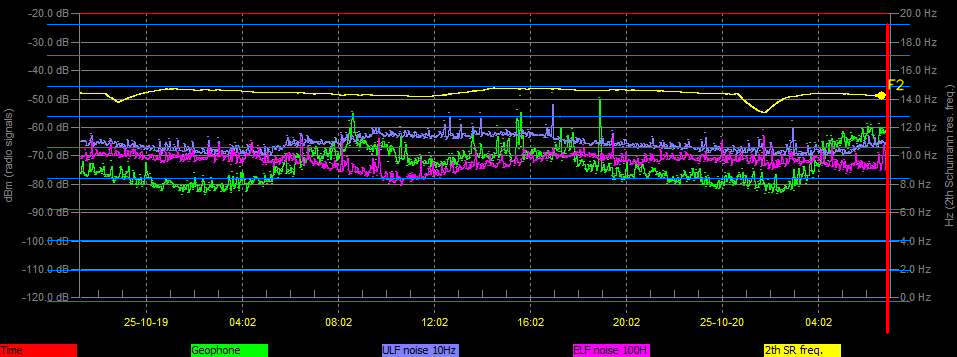 -20.0 dB 20.0 Hz
-30.0 dB 18.0 Hz
-40.0 dB 16.0 Hz
F2
-50.0 dB 14.0 Hz
-60.0 dB 12.0 Hz
-70.0 dB 10.0 Hz
-80.0 dB 8.0 Hz
-90.0 dB 6.0 Hz
-100.0 dB 4.0 Hz
-110.0 dB 2.0 Hz
-120.0 dB 0.0 Hz
dBm (radio signals)
Hz (2th Schumann res. freq.)
25-10-19 04:02 08:02 12:02 16:02 20:02 25-10-20 04:02
Time Geophone ULF noise 10Hz ELF noise 100H 2th SR freq.